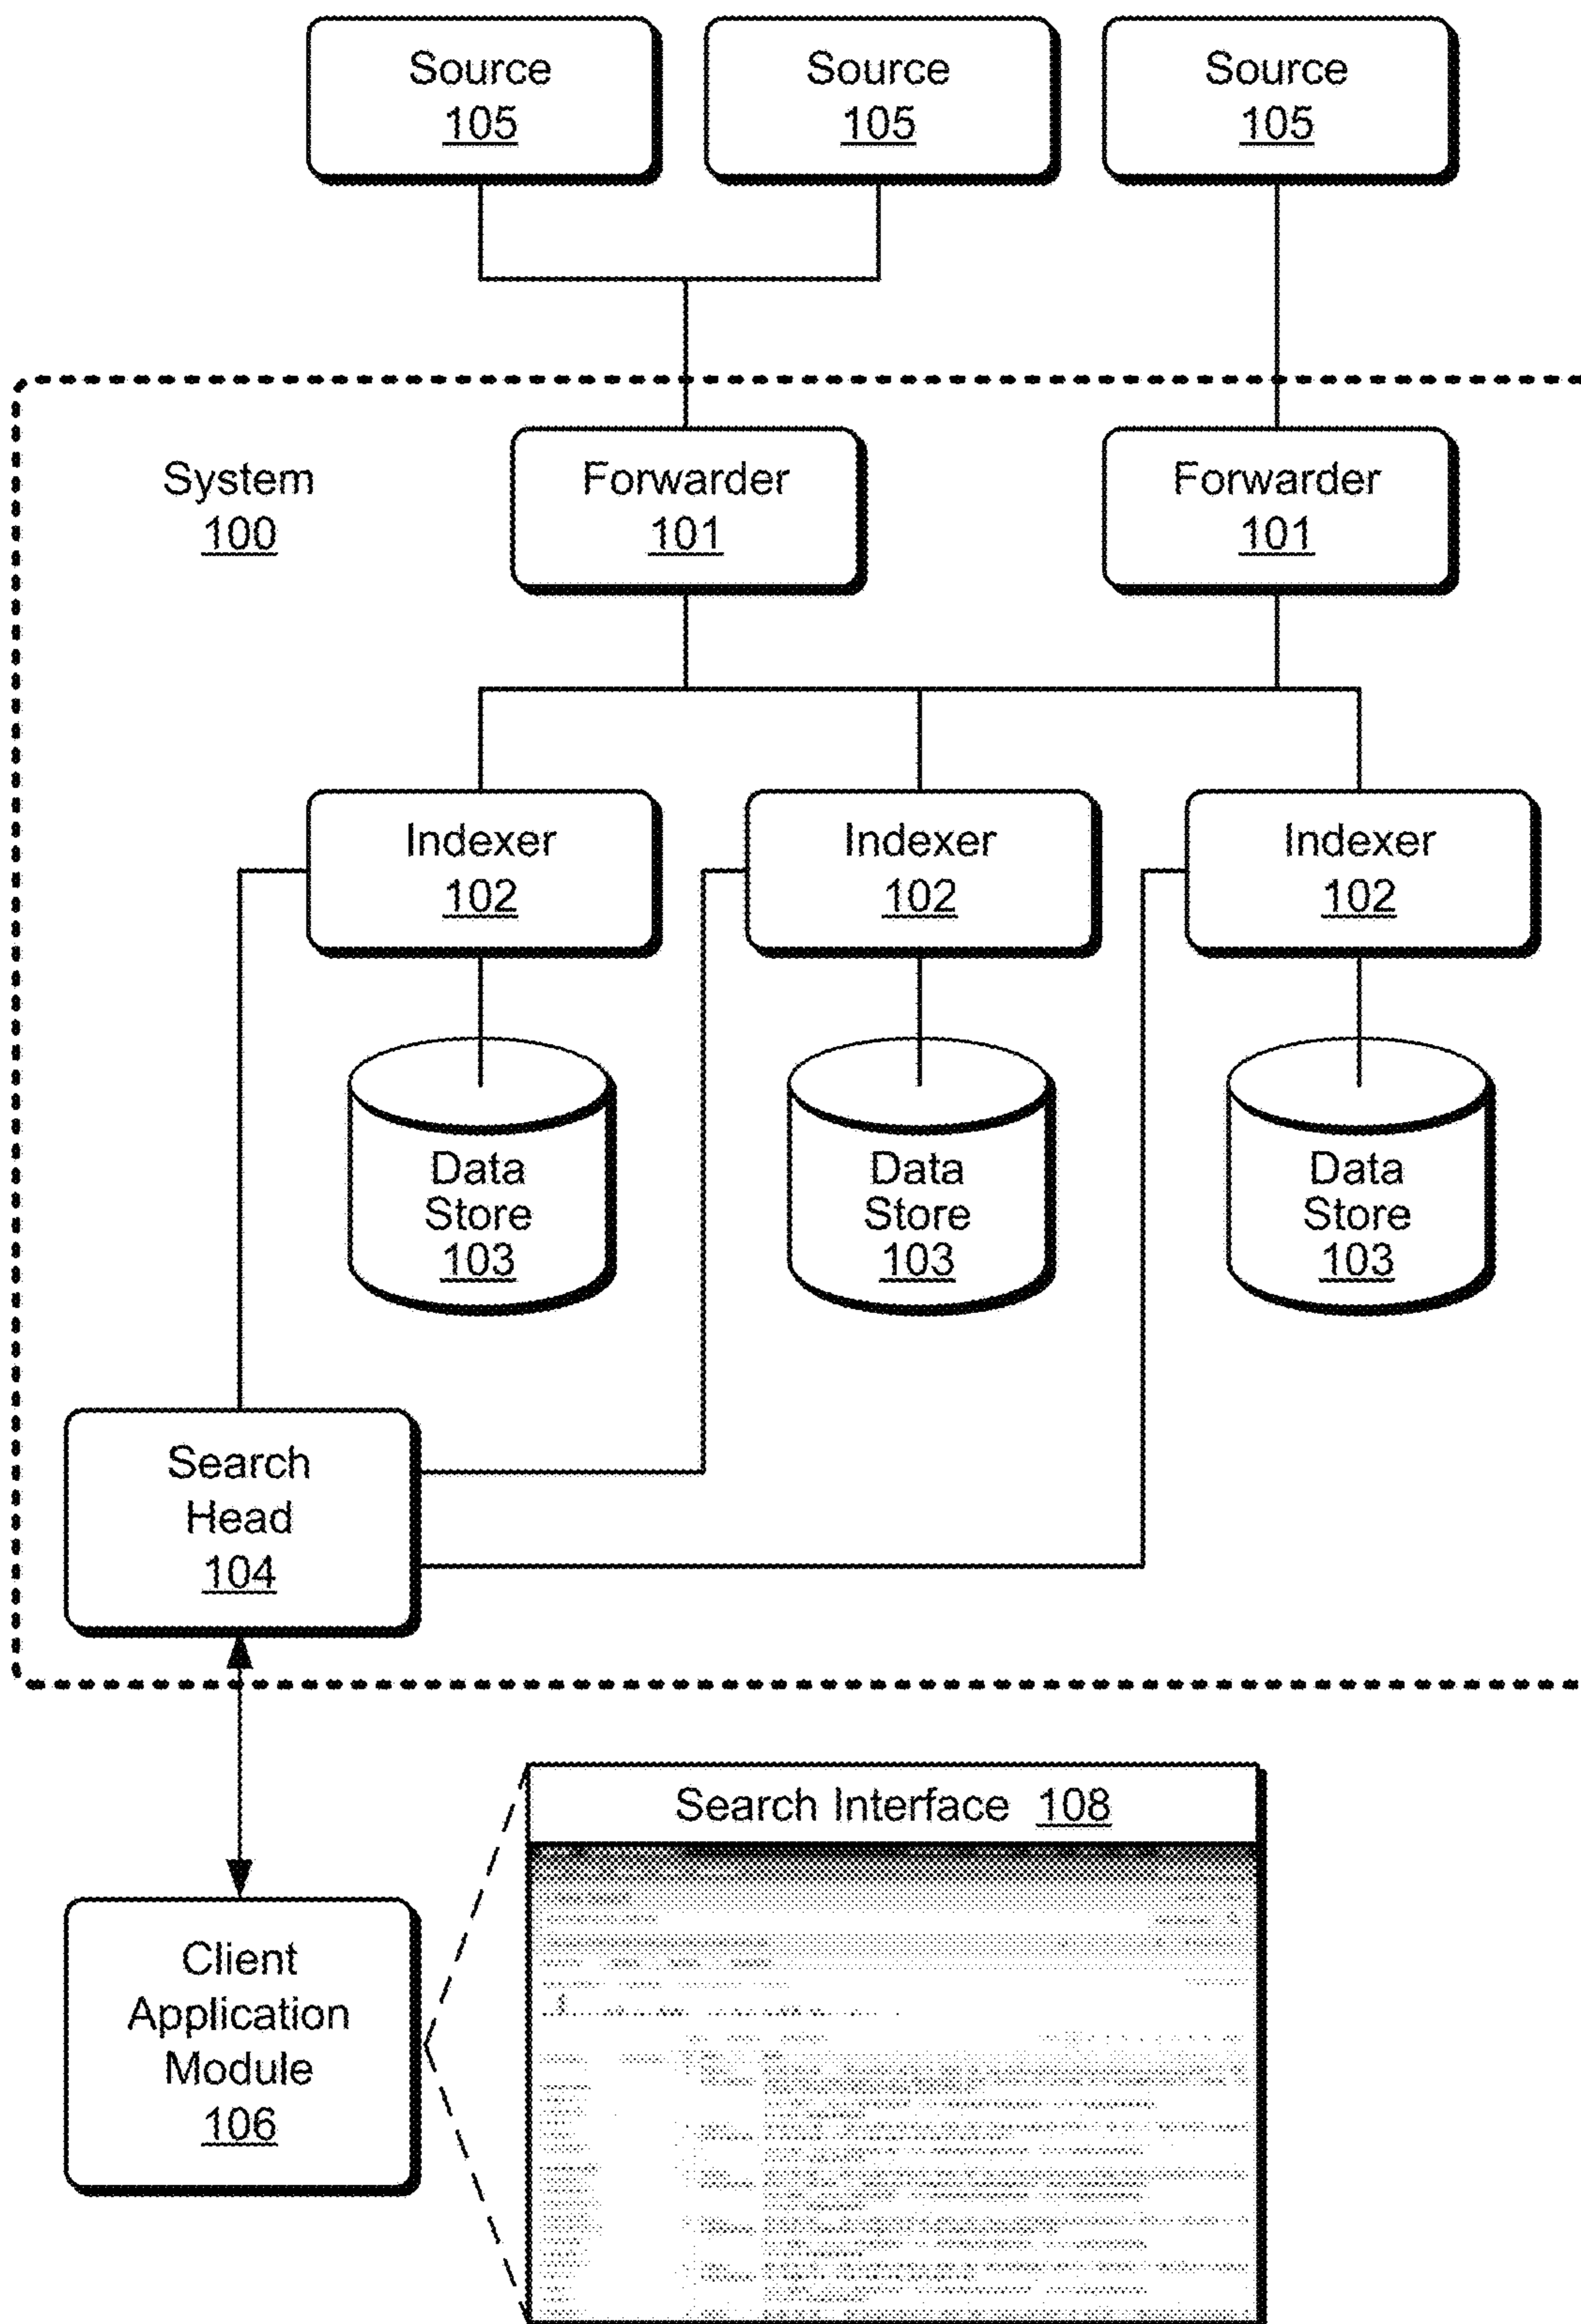 Source
105
Source
105
Source
105
System
100
Forwarder
101
Forwarder
101
Indexer
102
Indexer
102
Indexer
102
Data
Store
103
Data
Store
103
Data
Store
103
Search
Head
104
Search Interface 108
Client
Application
Module
106